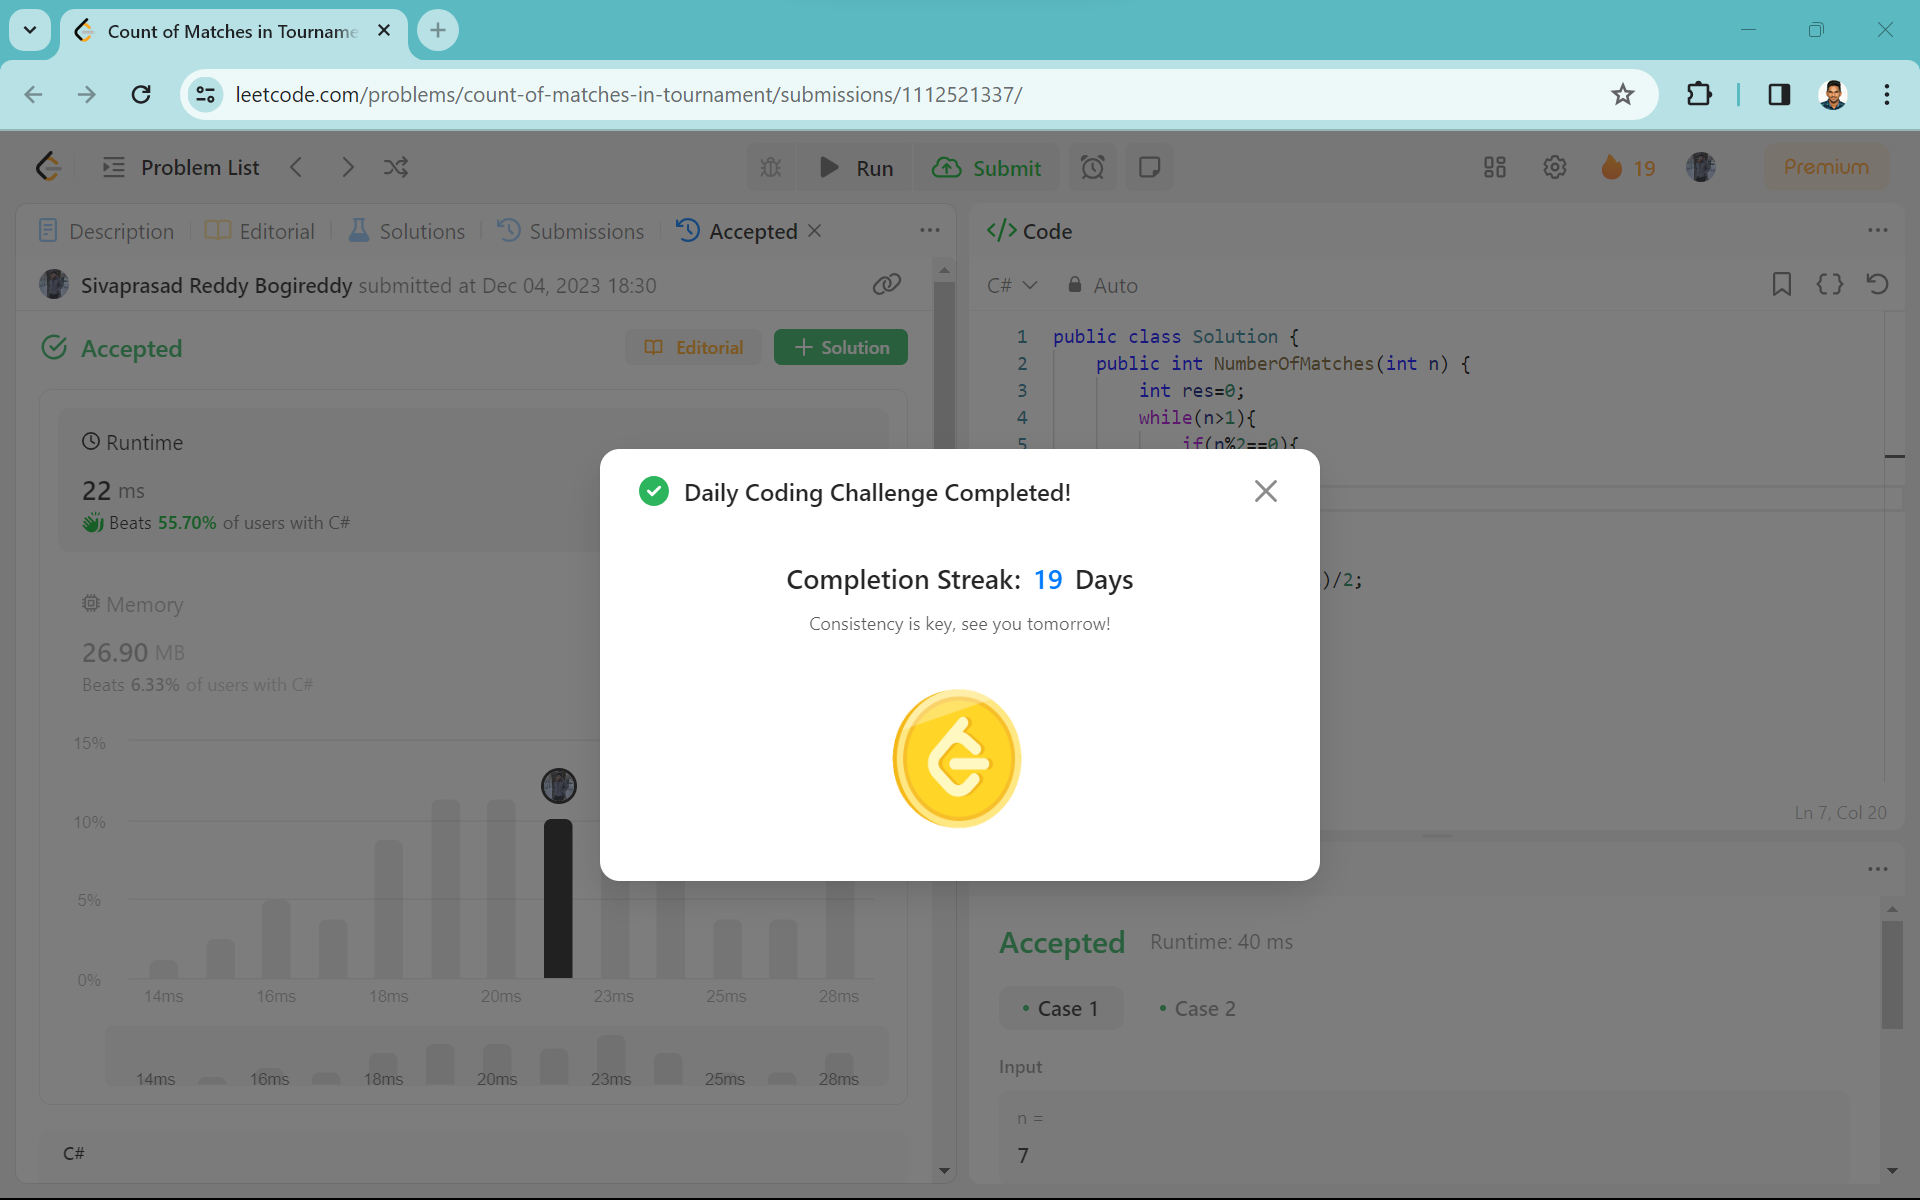 Count of Matches in Tourname
leetcode.com/problems/count-of-matches-in-tournament/submissions/1112521337/
Problem List
Run
Submit
19
Premium
Description
Editorial
Solutions
Submissions
Accepted
Code
Sivaprasad Reddy Bogireddy submitted at Dec 04, 2023 18:30
C#
Auto
Accepted
Editorial
Solution
1 public class Solution {
2 public int NumberOfMatches(int n) {
3 int res=0;
4 while(n>1){
5 if(n%2==0){
)/2;
Ln 7, Col 20
Runtime
22 ms
Beats 55.70% of users with C#
Memory
26.90 MB
Beats 6.33% of users with C#
Daily Coding Challenge Completed!
Completion Streak: 19 Days
Consistency is key, see you tomorrow!
15%
10%
5%
0%
14ms 16ms 18ms 20ms 23ms 25ms 28ms
14ms 16ms 18ms 20ms 23ms 25ms 28ms
C#
Accepted Runtime: 40 ms
Case 1
Case 2
Input
n =
7